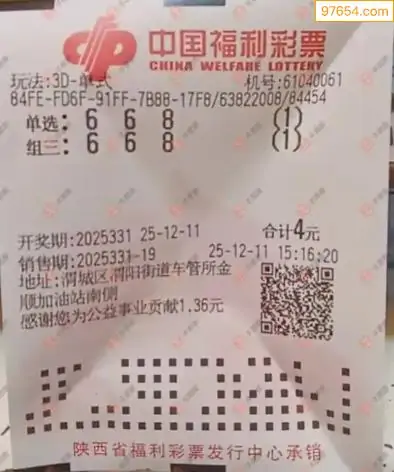 97654.com
中国福利彩票
CHINA WELFARE LOTTERY
玩法:3D-单式 机号:61040061
84FE-FD6F-91FF-7B88-17F8/63822008/84454
单选: 6 6 8 (1)
组三: 6 6 8 (1)
开奖期:2025331 25-12-11 合计4元
销售期:2025331-19 25-12-11 15:16:20
地址:渭城区渭阳街道车管所金
顺加油站南侧
感谢您为公益事业贡献1.36元
陕西省福利彩票发行中心承销